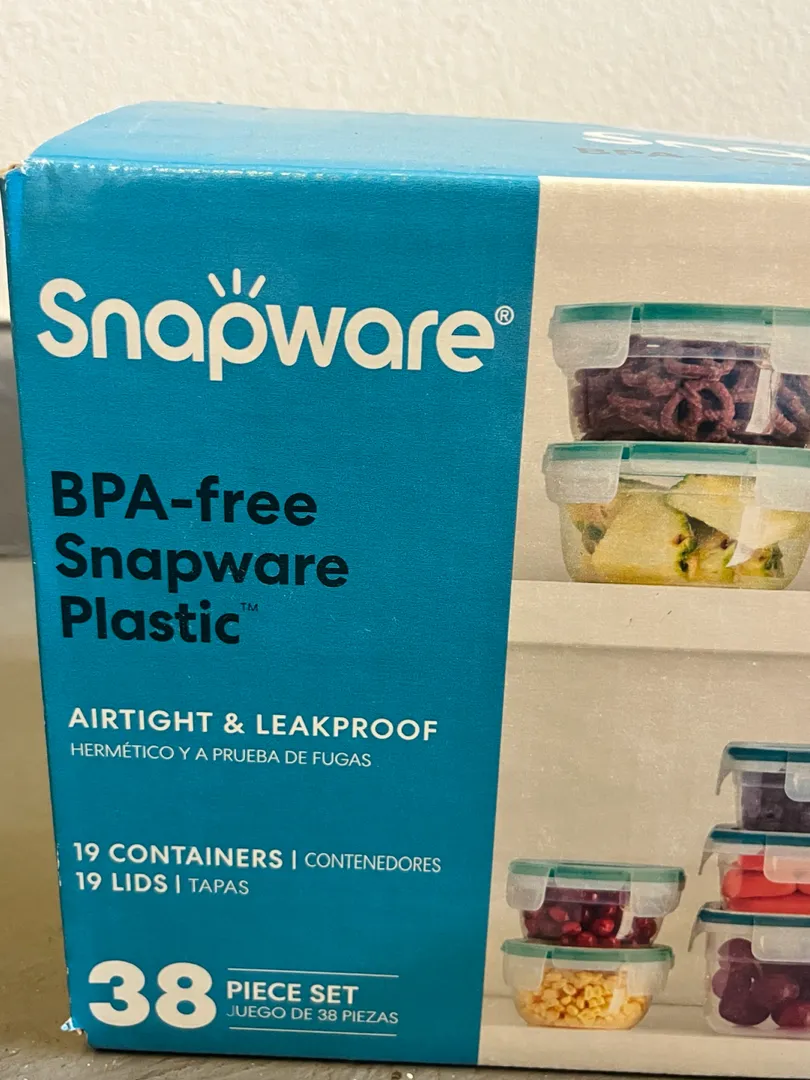 Snapware®
BPA-free
Snapware
Plastic™
AIRTIGHT & LEAKPROOF
HERMÉTICO Y A PRUEBA DE FUGAS
19 CONTAINERS | CONTENEDORES
19 LIDS | TAPAS
38 PIECE SET
JUEGO DE 38 PIEZAS